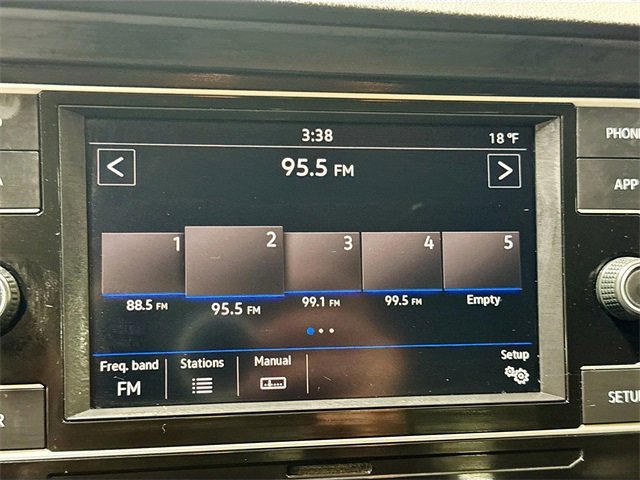 3:38
18 °F
95.5 FM
1
2
3
4
5
88.5 FM
95.5 FM
99.1 FM
99.5 FM
Empty
Freq. band
FM
Stations
Manual
Setup
PHONE
APP
SETUP